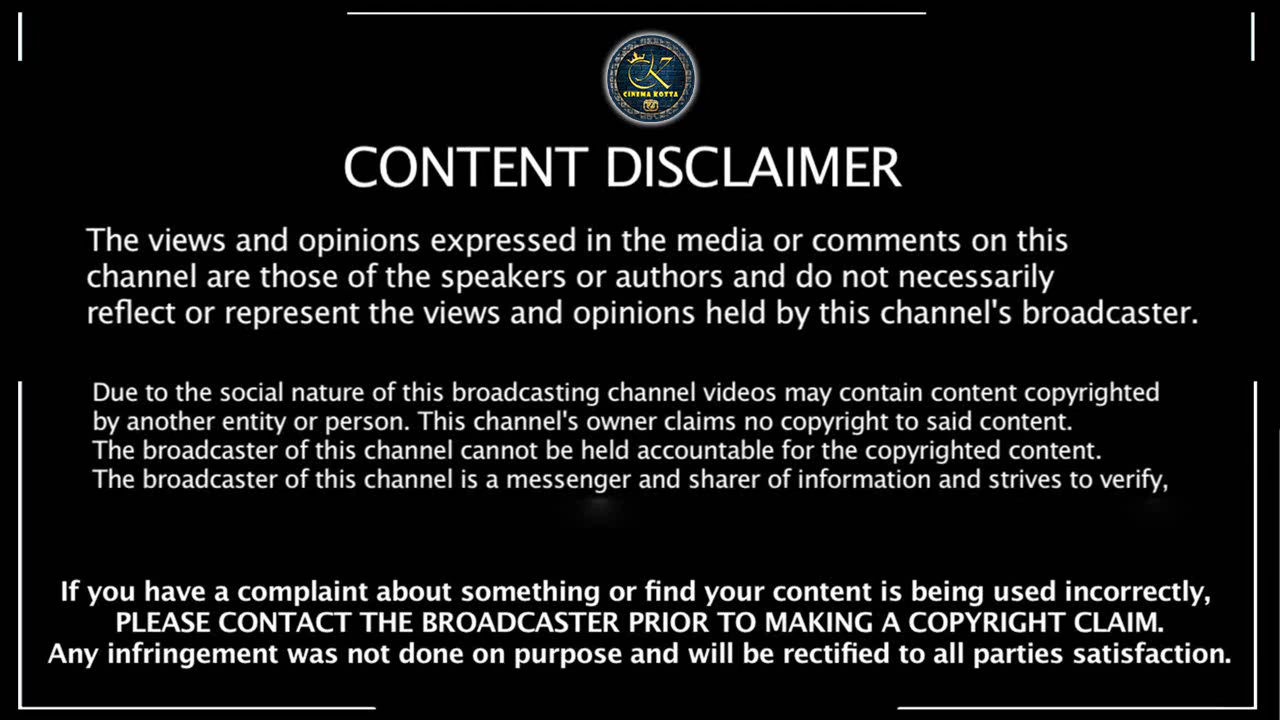 CK
CINEMA KOTTA
CONTENT DISCLAIMER
The views and opinions expressed in the media or comments on this
channel are those of the speakers or authors and do not necessarily
reflect or represent the views and opinions held by this channel's broadcaster.
Due to the social nature of this broadcasting channel videos may contain content copyrighted
by another entity or person. This channel's owner claims no copyright to said content.
The broadcaster of this channel cannot be held accountable for the copyrighted content.
The broadcaster of this channel is a messenger and sharer of information and strives to verify,
If you have a complaint about something or find your content is being used incorrectly,
PLEASE CONTACT THE BROADCASTER PRIOR TO MAKING A COPYRIGHT CLAIM.
Any infringement was not done on purpose and will be rectified to all parties satisfaction.